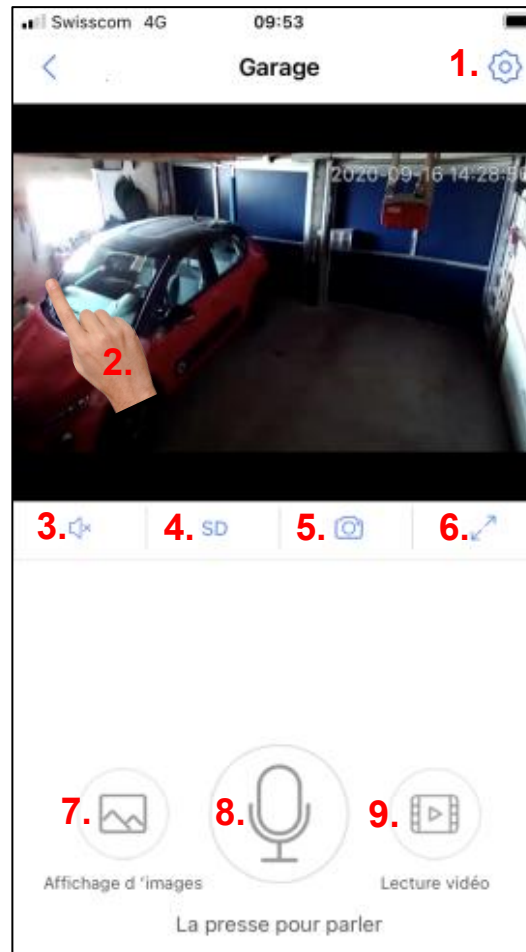 Swisscom 4G 09:53
Garage 1.
2020-09-16 14:28:50
2.
3. 4. SD 5. 6.
7. 8. 9.
Affichage d 'images Lecture vidéo
La presse pour parler